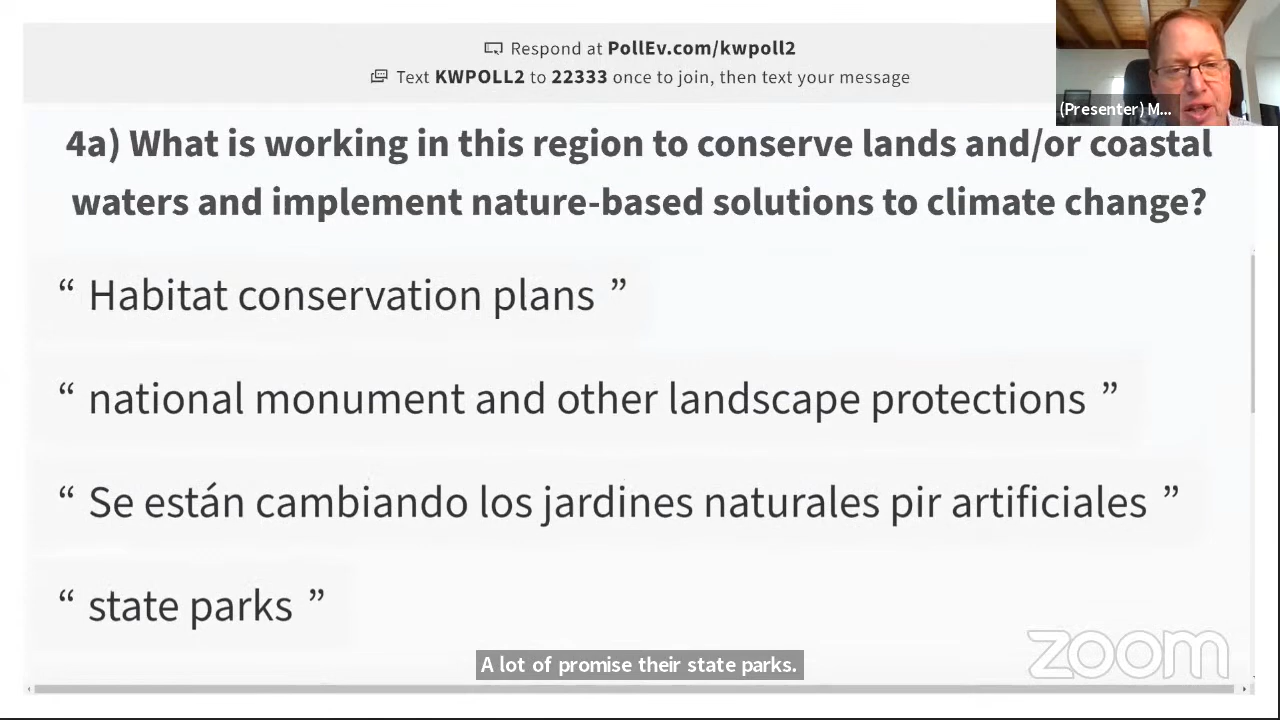 Respond at PollEv.com/kwpoll2
Text KWPOLL2 to 22333 once to join, then text your message
(Presenter) M...
4a) What is working in this region to conserve lands and/or coastal
waters and implement nature-based solutions to climate change?
“ Habitat conservation plans ”
“ national monument and other landscape protections ”
“ Se están cambiando los jardines naturales pir artificiales ”
“ state parks ”
A lot of promise their state parks.
zoom